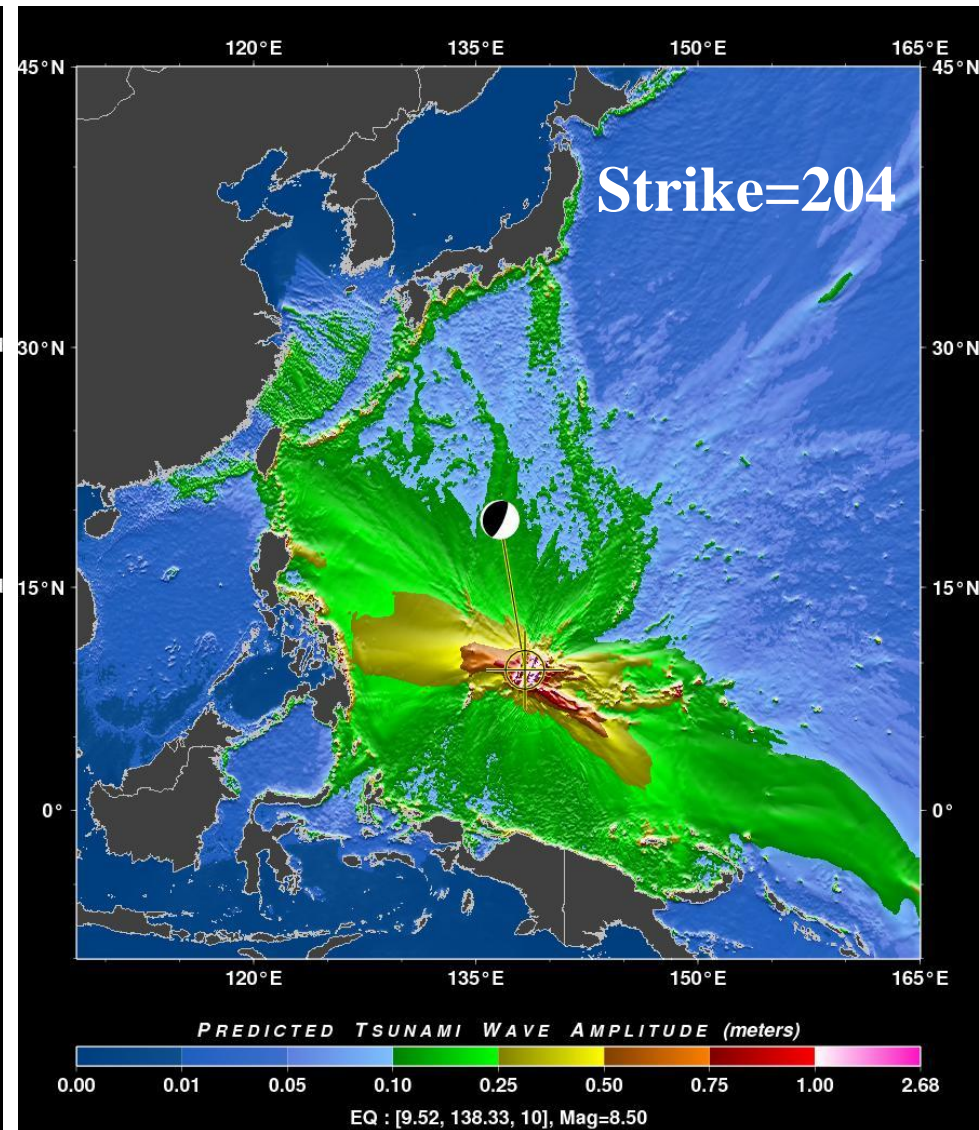 120°E 135°E 150°E 165°E
45°N 45°N
Strike=204
30°N 30°N
15°N 15°N
0° 0°
120°E 135°E 150°E 165°E
PREDICTED TSUNAMI WAVE AMPLITUDE (meters)
0.00 0.01 0.05 0.10 0.25 0.50 0.75 1.00 2.68
EQ : [9.52, 138.33, 10], Mag=8.50